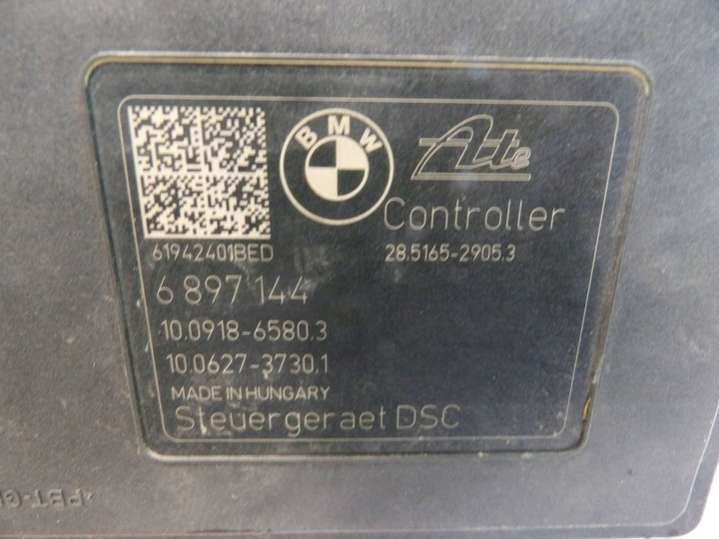 BMW
Ate
Controller
61942401BED
28.5165-2905.3
6 897 144
10.0918-6580.3
10.0627-3730.1
MADE IN HUNGARY
Steuergeraet DSC